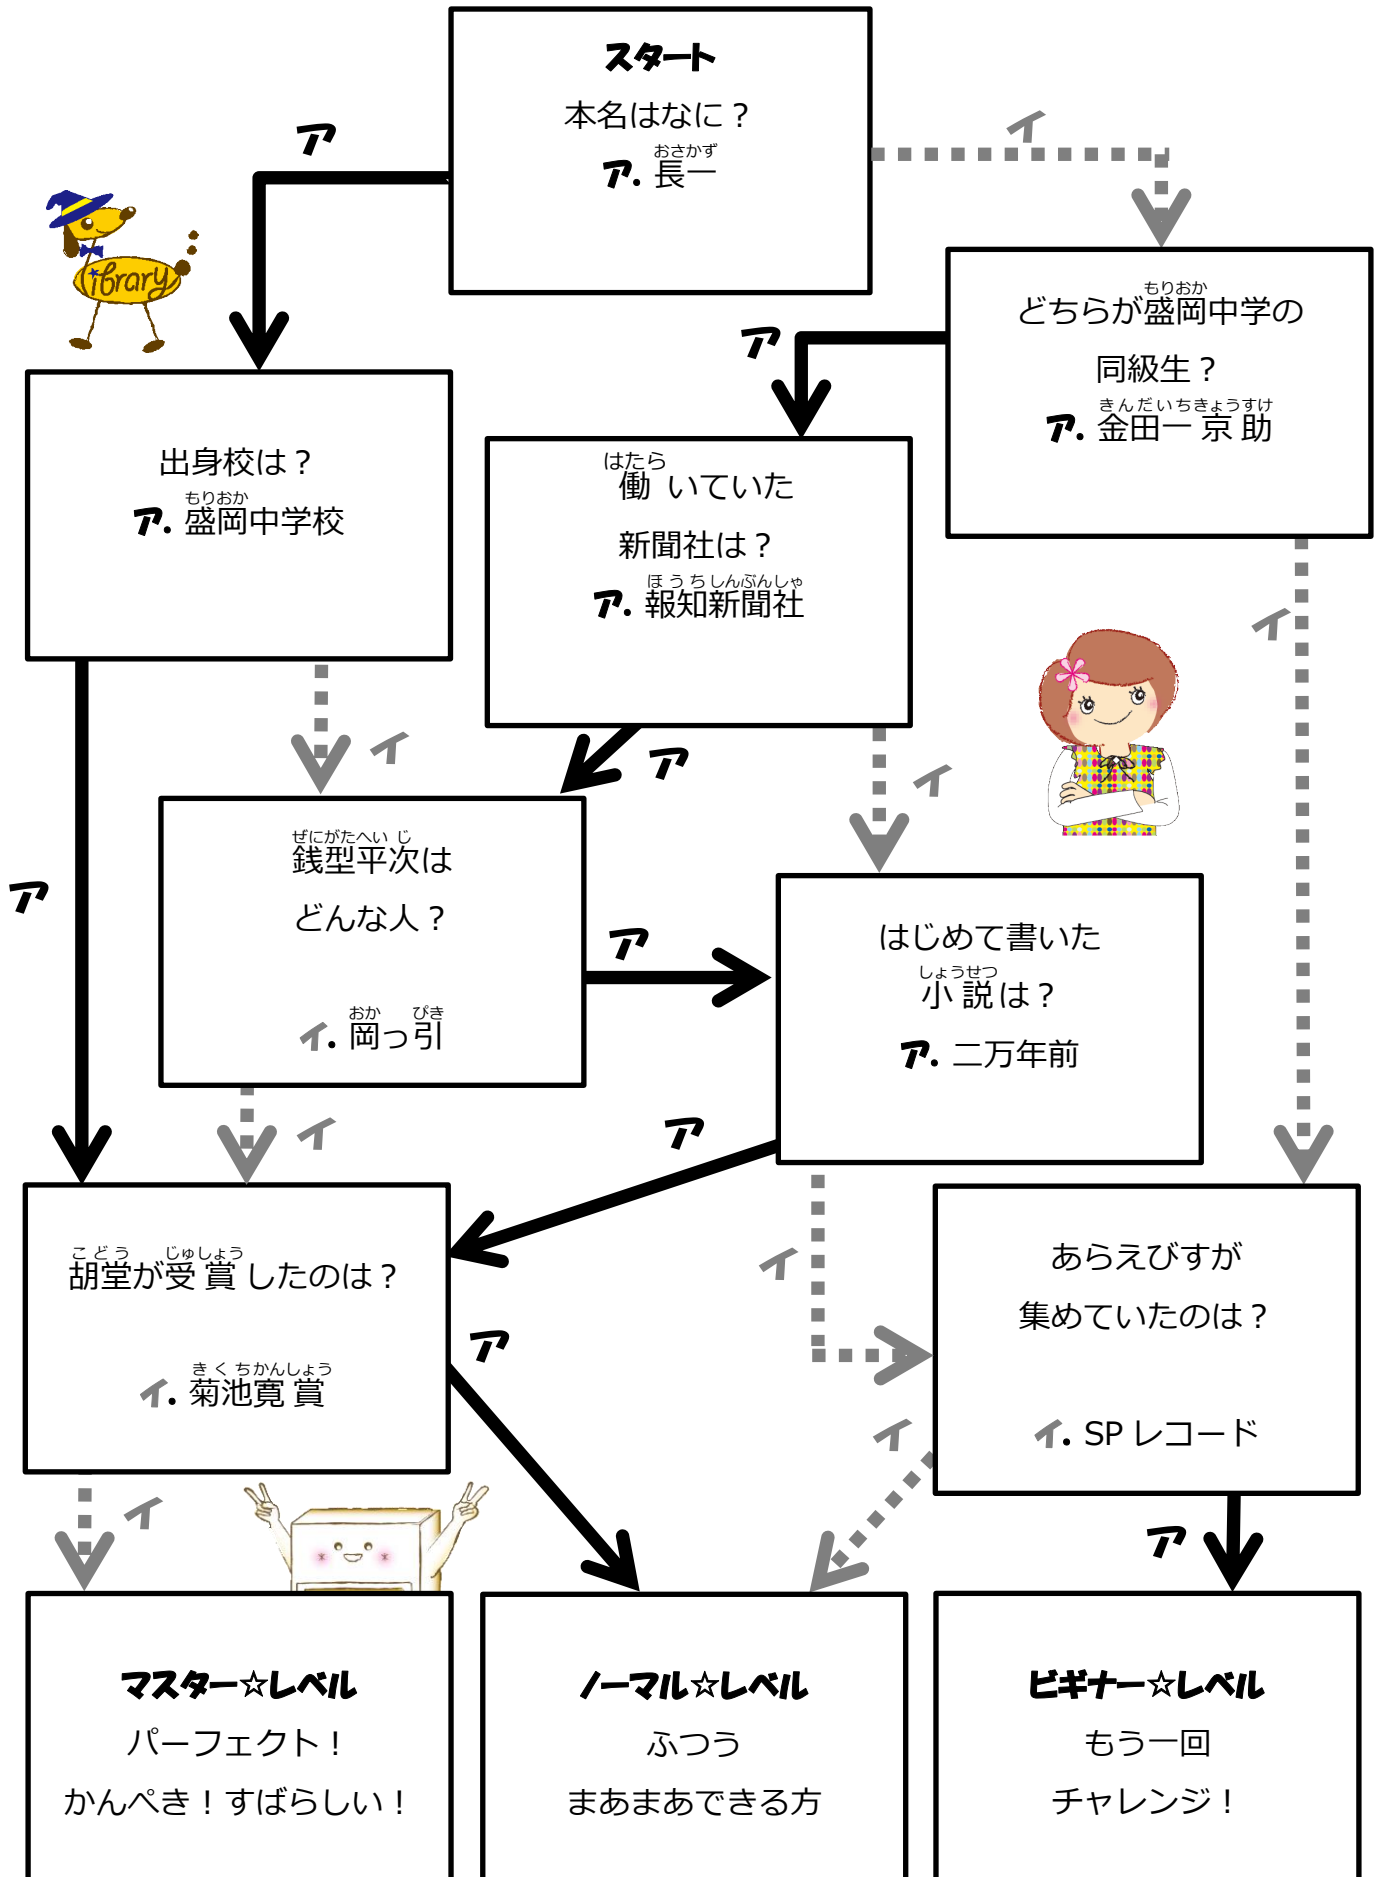 スタート
本名はなに？
おさかず
ア. 長一
ア
イ
library
もりおか
どちらが盛岡中学の
同級生？
きんだいちきょうすけ
ア. 金田一京助
ア
イ
出身校は？
もりおか
ア. 盛岡中学校
ア
イ
はたら
働いていた
新聞社は？
ほうちしんぶんしゃ
ア. 報知新聞社
ア
イ
ぜにがたへいじ
銭型平次は
どんな人？
おか ぴき
イ. 岡っ引
ア
イ
はじめて書いた
しょうせつ
小説は？
ア. 二万年前
ア
イ
こどう じゅしょう
胡堂が受賞したのは？
きくちかんしょう
イ. 菊池寛賞
ア
イ
あらえびすが
集めていたのは？
イ. SPレコード
イ
ア
マスター☆レベル
パーフェクト！
かんぺき！すばらしい！
ノーマル☆レベル
ふつう
まあまあできる方
ビギナー☆レベル
もう一回
チャレンジ！